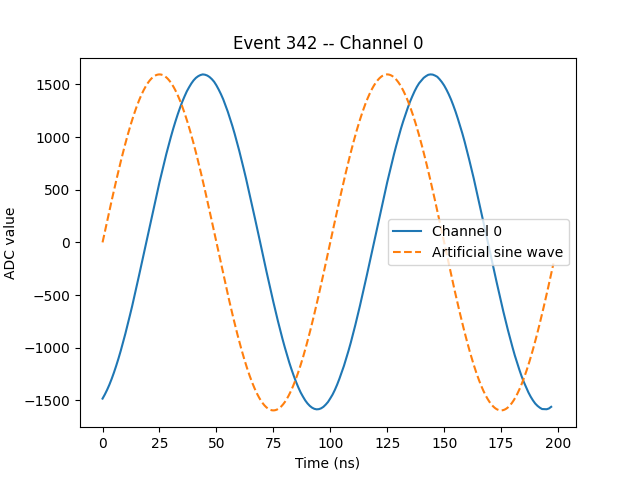 Event 342 -- Channel 0
ADC value
1500
1000
500
0
−500
−1000
−1500
Channel 0
Artificial sine wave
0 25 50 75 100 125 150 175 200
Time (ns)